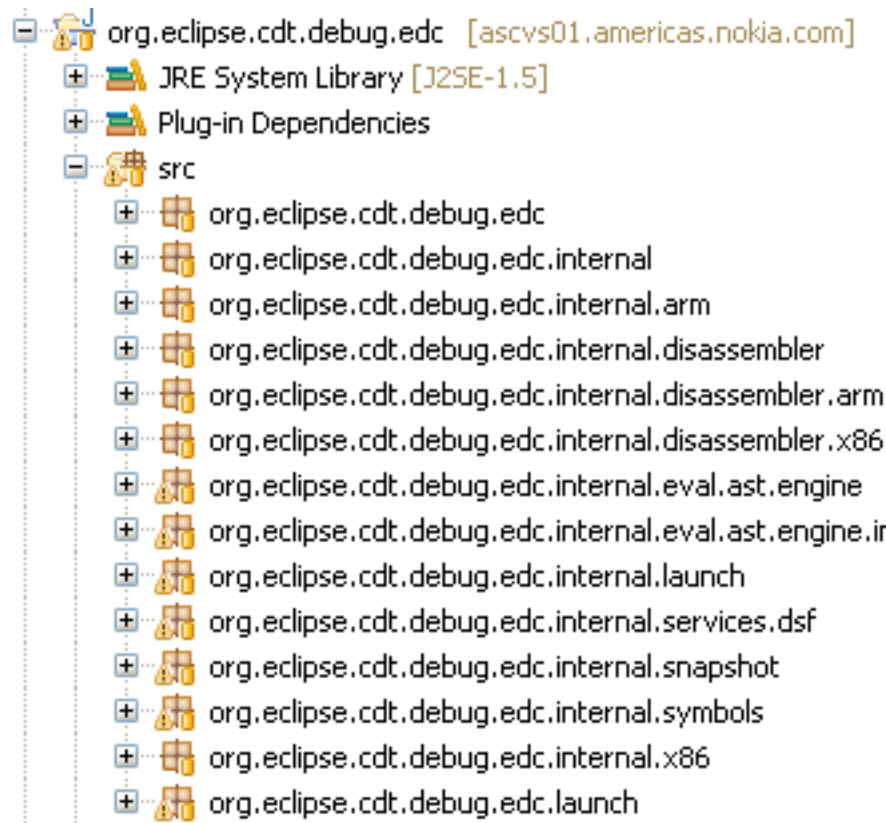 org.eclipse.cdt.debug.edc [ascvs01.americas.nokia.com]
JRE System Library [J2SE-1.5]
Plug-in Dependencies
src
org.eclipse.cdt.debug.edc
org.eclipse.cdt.debug.edc.internal
org.eclipse.cdt.debug.edc.internal.arm
org.eclipse.cdt.debug.edc.internal.disassembler
org.eclipse.cdt.debug.edc.internal.disassembler.arm
org.eclipse.cdt.debug.edc.internal.disassembler.x86
org.eclipse.cdt.debug.edc.internal.eval.ast.engine
org.eclipse.cdt.debug.edc.internal.eval.ast.engine.in
org.eclipse.cdt.debug.edc.internal.launch
org.eclipse.cdt.debug.edc.internal.services.dsf
org.eclipse.cdt.debug.edc.internal.snapshot
org.eclipse.cdt.debug.edc.internal.symbols
org.eclipse.cdt.debug.edc.internal.x86
org.eclipse.cdt.debug.edc.launch